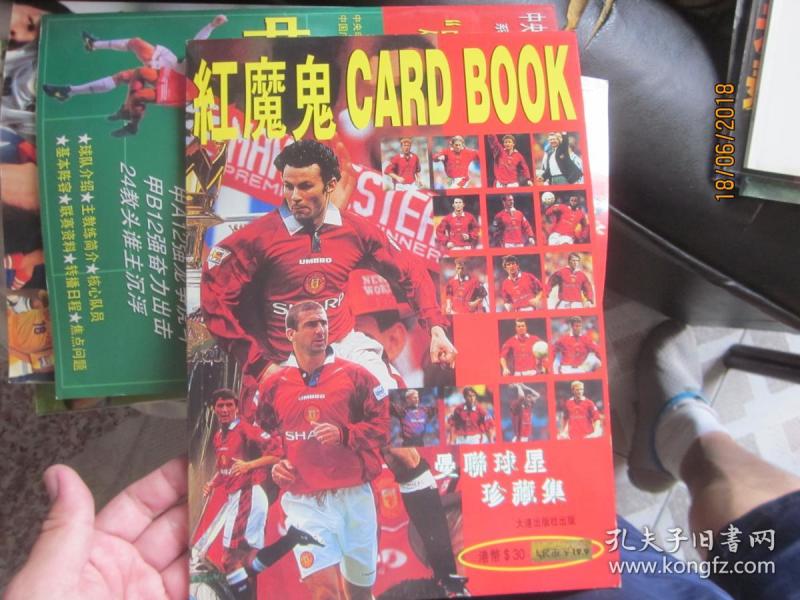 紅魔鬼 CARD BOOK
UMBRO
SHARP
UMBRO
SHAR
曼聯球星
珍藏集
大連出版社出版
港幣$30
★球队介绍★主教练简介★核心队员
★基本阵容★联赛资料★转播日程★焦点问题
甲B12强奋力出击
24教头谁主沉浮
18/06/2018
孔夫子旧书网
www.kongfz.com